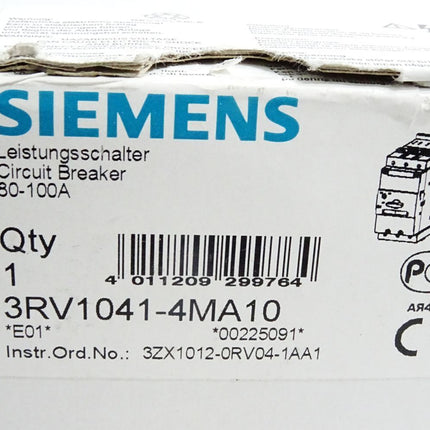 SIEMENS
Leistungsschalter
Circuit Breaker
80-100A
Qty
1
4 011209 299764
3RV1041-4MA10
*E01* *00225091*
Instr.Ord.No.: 3ZX1012-0RV04-1AA1